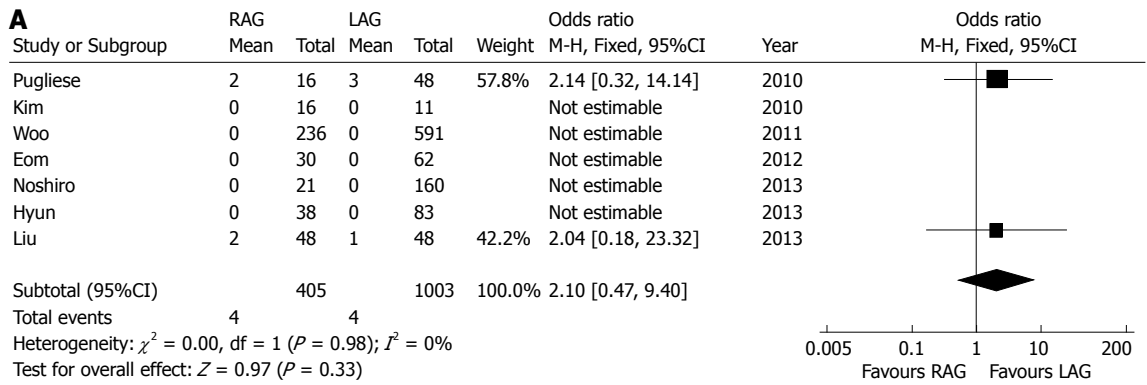 A RAG LAG Odds ratio Odds ratio
Study or Subgroup Mean Total Mean Total Weight M-H, Fixed, 95%CI Year M-H, Fixed, 95%CI
Pugliese 2 16 3 48 57.8% 2.14 [0.32, 14.14] 2010
Kim 0 16 0 11 Not estimable 2010
Woo 0 236 0 591 Not estimable 2011
Eom 0 30 0 62 Not estimable 2012
Noshiro 0 21 0 160 Not estimable 2013
Hyun 0 38 0 83 Not estimable 2013
Liu 2 48 1 48 42.2% 2.04 [0.18, 23.32] 2013
Subtotal (95%CI) 405 1003 100.0% 2.10 [0.47, 9.40]
Total events 4 4
Heterogeneity: χ² = 0.00, df = 1 (P = 0.98); I² = 0%
Test for overall effect: Z = 0.97 (P = 0.33)
0.005 0.1 1 10 200
Favours RAG Favours LAG